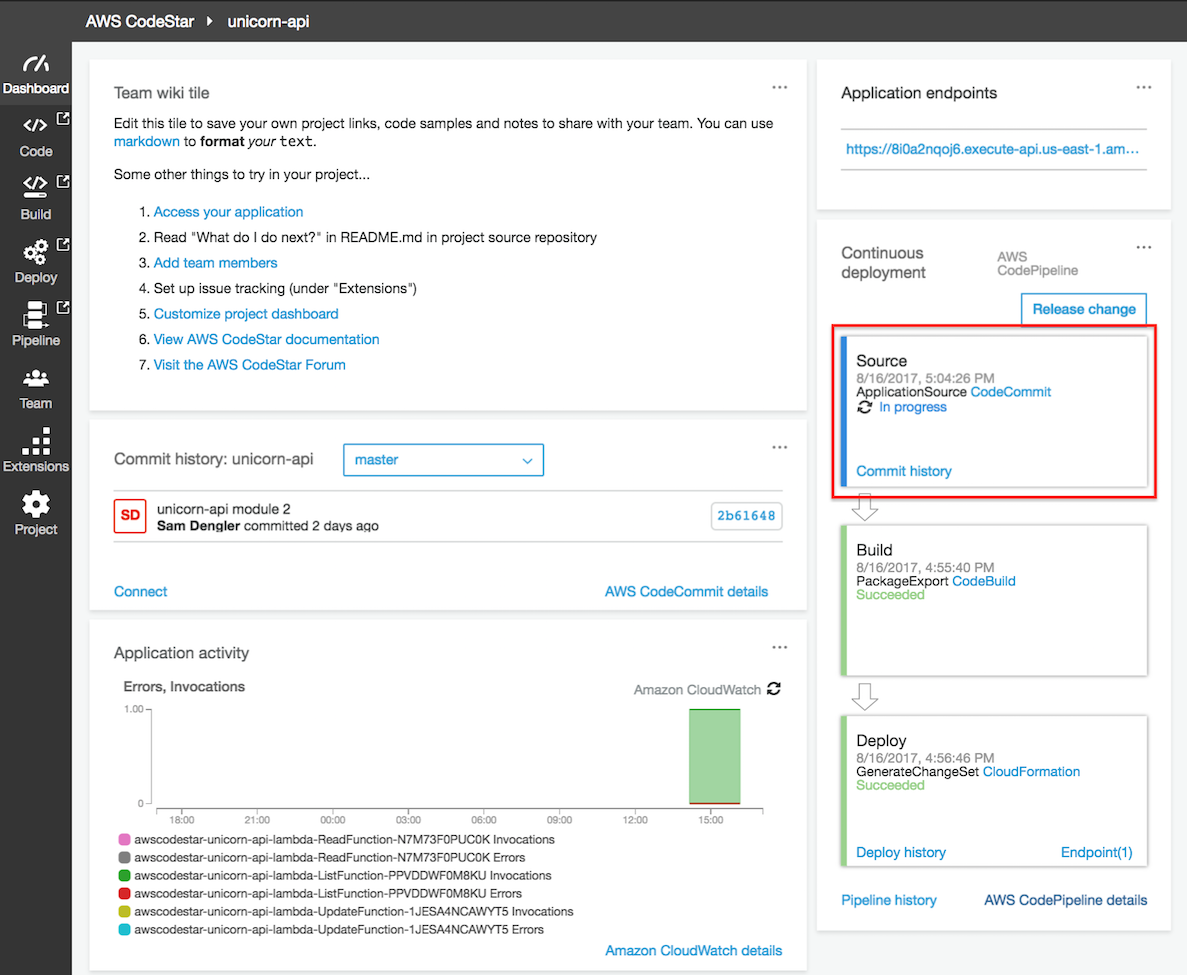 AWS CodeStar unicorn-api
Dashboard
Code
Build
Deploy
Pipeline
Team
Extensions
Project
Team wiki tile
Edit this tile to save your own project links, code samples and notes to share with your team. You can use
markdown to format your text.
Some other things to try in your project...
1. Access your application
2. Read "What do I do next?" in README.md in project source repository
3. Add team members
4. Set up issue tracking (under "Extensions")
5. Customize project dashboard
6. View AWS CodeStar documentation
7. Visit the AWS CodeStar Forum
Commit history: unicorn-api master
SD
unicorn-api module 2
Sam Dengler committed 2 days ago
2b61648
Connect
AWS CodeCommit details
Application activity
Errors, Invocations
Amazon CloudWatch
1.00
0
18:00 21:00 00:00 03:00 06:00 09:00 12:00 15:00
awscodestar-unicorn-api-lambda-ReadFunction-N7M73F0PUC0K Invocations
awscodestar-unicorn-api-lambda-ReadFunction-N7M73F0PUC0K Errors
awscodestar-unicorn-api-lambda-ListFunction-PPVDDWF0M8KU Invocations
awscodestar-unicorn-api-lambda-ListFunction-PPVDDWF0M8KU Errors
awscodestar-unicorn-api-lambda-UpdateFunction-1JESA4NCAWYT5 Invocations
awscodestar-unicorn-api-lambda-UpdateFunction-1JESA4NCAWYT5 Errors
Amazon CloudWatch details
Application endpoints
https://8i0a2nqoj6.execute-api.us-east-1.am...
Continuous
deployment
AWS
CodePipeline
Release change
Source
8/16/2017, 5:04:26 PM
ApplicationSource CodeCommit
In progress
Commit history
Build
8/16/2017, 4:55:40 PM
PackageExport CodeBuild
Succeeded
Deploy
8/16/2017, 4:56:46 PM
GenerateChangeSet CloudFormation
Succeeded
Deploy history
Endpoint(1)
Pipeline history
AWS CodePipeline details